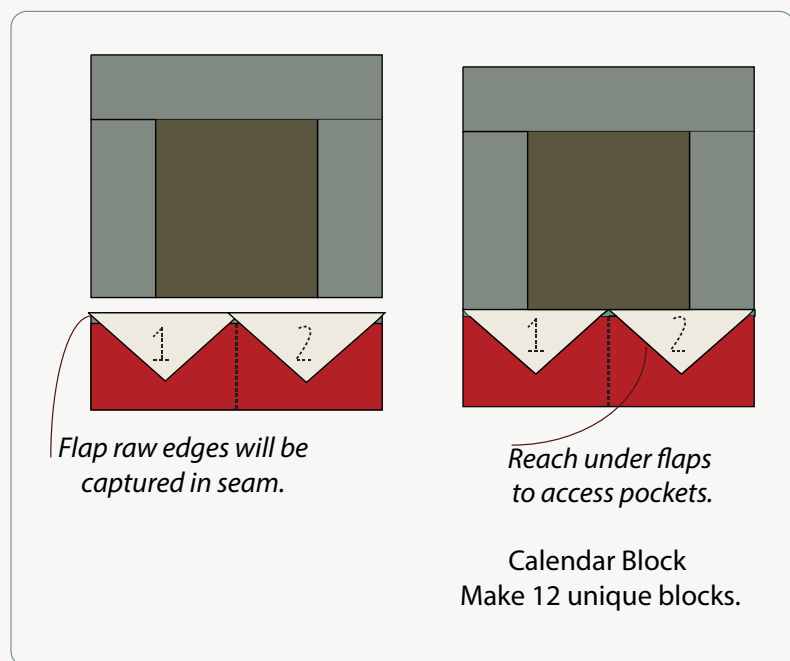 1
2
1
2
Flap raw edges will be
captured in seam.
Reach under flaps
to access pockets.
Calendar Block
Make 12 unique blocks.